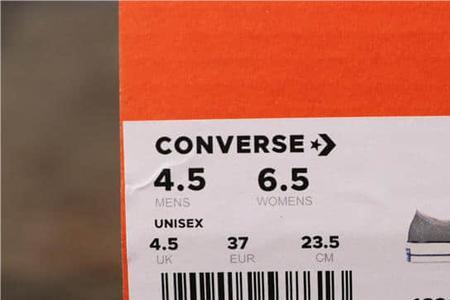 CONVERSE
4.5 6.5
MENS WOMENS
UNISEX
4.5 37 23.5
UK EUR CM